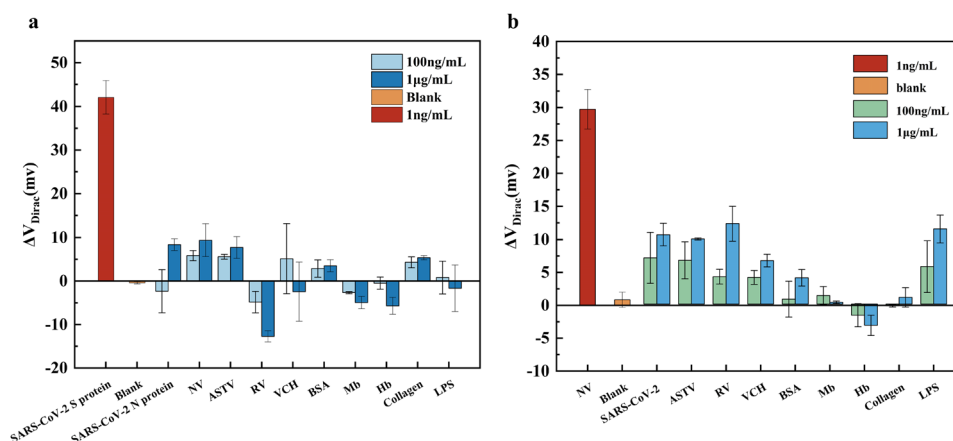 a
50
40
30
20
10
0
-10
-20
ΔV_Dirac(mv)
100ng/mL
1μg/mL
Blank
1ng/mL
SARS-CoV-2 S protein
Blank
SARS-CoV-2 N protein
NV
ASTV
RV
VCH
BSA
Mb
Hb
Collagen
LPS
b
40
35
30
25
20
15
10
5
0
-5
-10
ΔV_Dirac(mv)
1ng/mL
blank
100ng/mL
1μg/mL
NV
Blank
SARS-CoV-2
ASTV
RV
VCH
BSA
Mb
Hb
Collagen
LPS